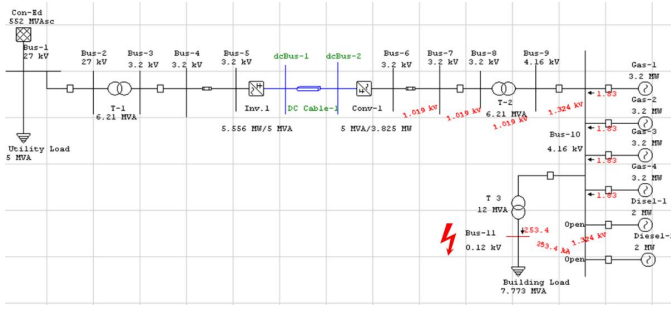 Con-Ed
552 MVAsc
Bus-1
27 kV
Bus-2
27 kV
Bus-3
3.2 kV
Bus-4
3.2 kV
Bus-5
3.2 kV
dcBus-1
dcBus-2
Bus-6
3.2 kV
Bus-7
3.2 kV
Bus-8
3.2 kV
Bus-9
4.16 kV
Gas-1
3.2 MW
T-1
6.21 MVA
Inv.1
DC Cable-1
Conv-1
T-2
6.21 MVA
1.83
5.556 MW/5 MVA
5 MVA/3.825 MW
1.019 kV
1.019 kV
1.019 kV
1.324 kV
Gas-2
3.2 MW
1.83
Utility Load
5 MVA
Bus-10
4.16 kV
Gas-3
3.2 MW
1.83
Gas-4
3.2 MW
1.83
T 3
12 MVA
Disel-1
2 MW
Open
Bus-11
0.12 kV
253.4
253.4 kA
1.324 kV
Diesel-
2 MW
Open
Building Load
7.773 MVA